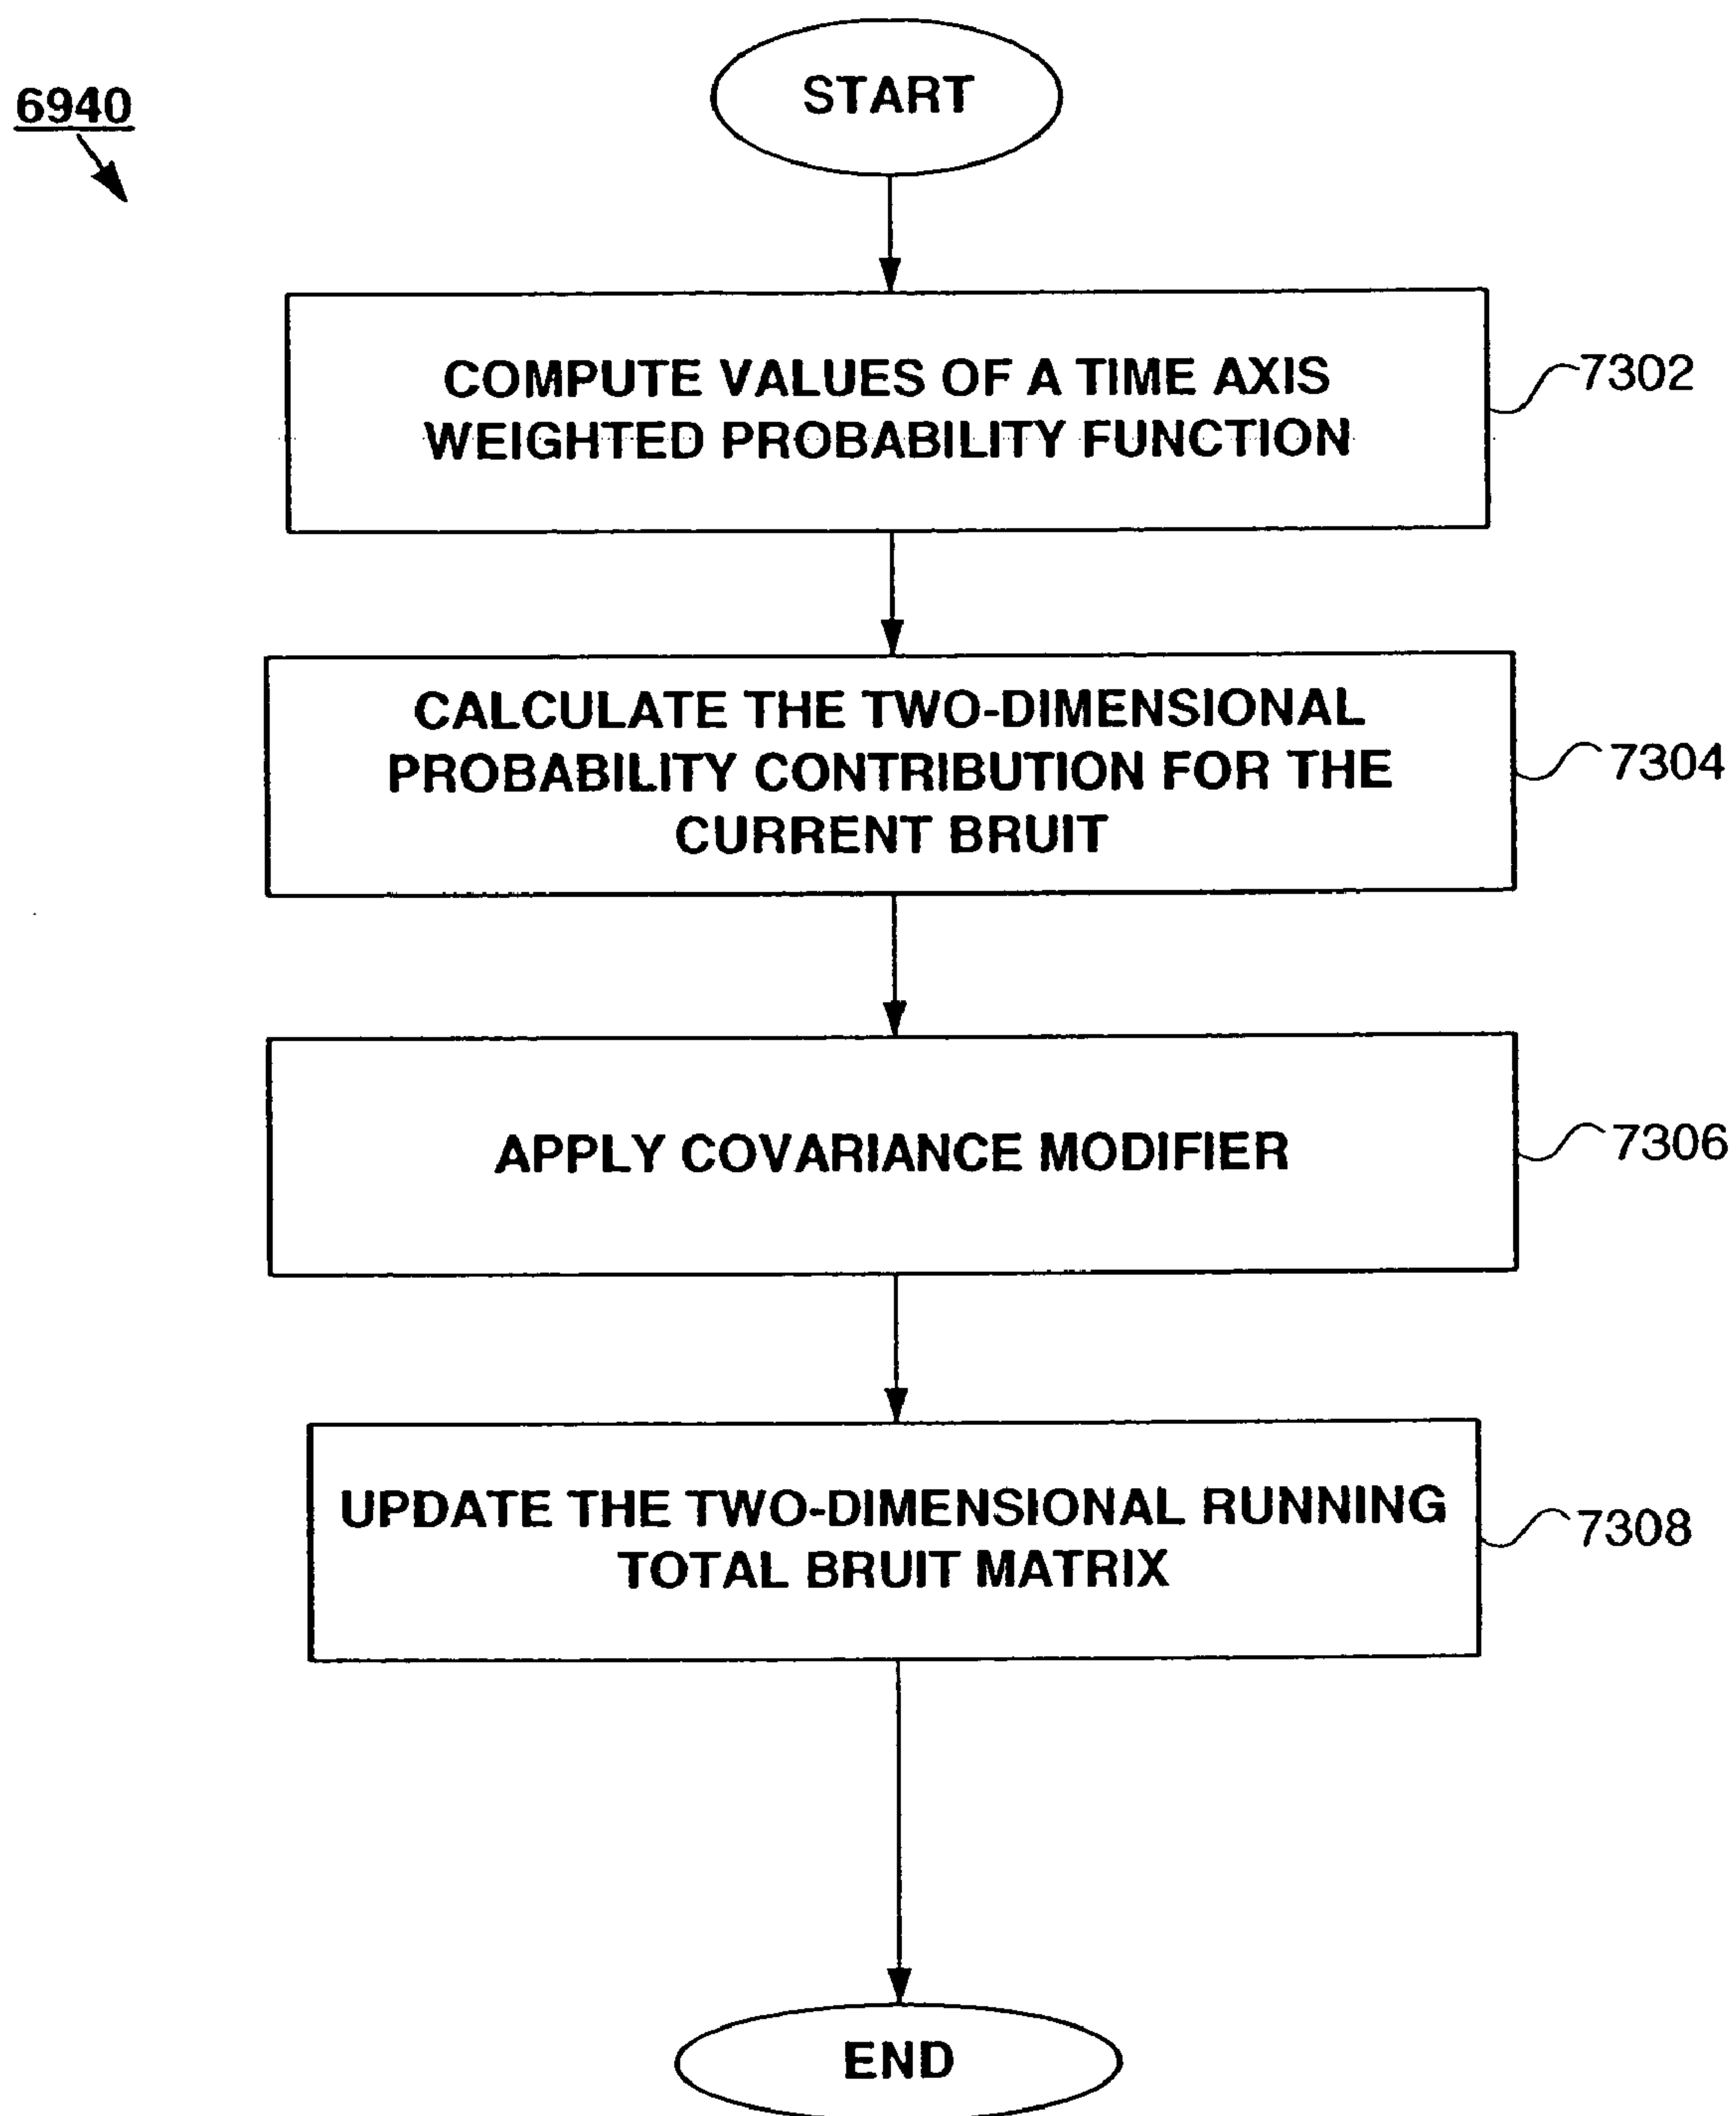 START
6940
COMPUTE VALUES OF A TIME AXIS
WEIGHTED PROBABILITY FUNCTION
7302
CALCULATE THE TWO-DIMENSIONAL
PROBABILITY CONTRIBUTION FOR THE
CURRENT BRUIT
7304
APPLY COVARIANCE MODIFIER
7306
UPDATE THE TWO-DIMENSIONAL RUNNING
TOTAL BRUIT MATRIX
7308
END